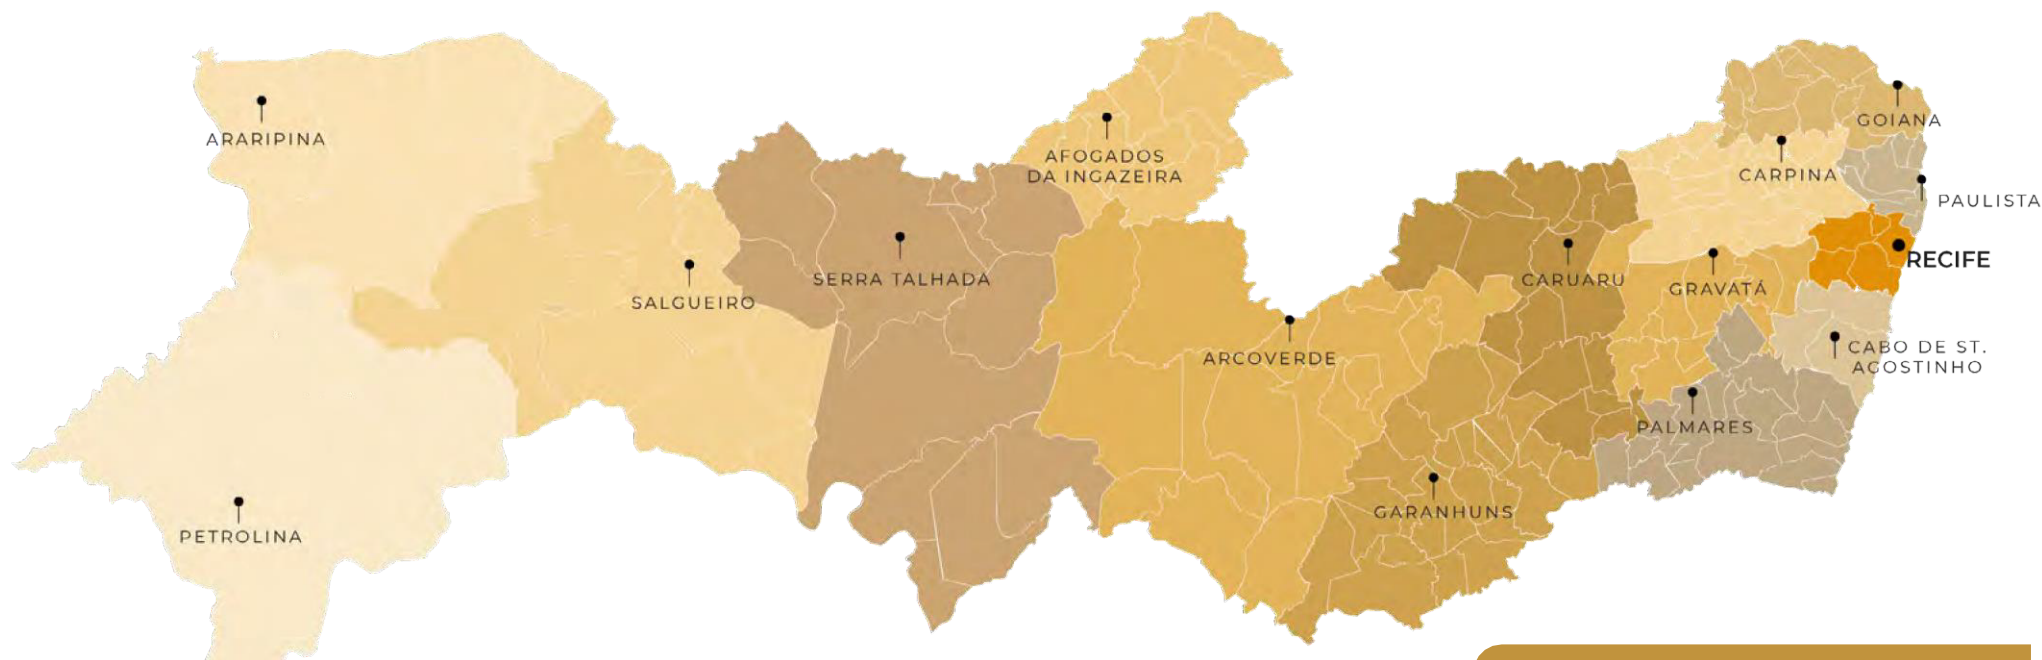 ARARIPINA
PETROLINA
SALGUEIRO
SERRA TALHADA
AFOGADOS
DA INGAZEIRA
ARCOVERDE
GARANHUNS
CARUARU
GRAVATÁ
PALMARES
CARPINA
GOIANA
PAULISTA
RECIFE
CABO DE ST.
AGOSTINHO